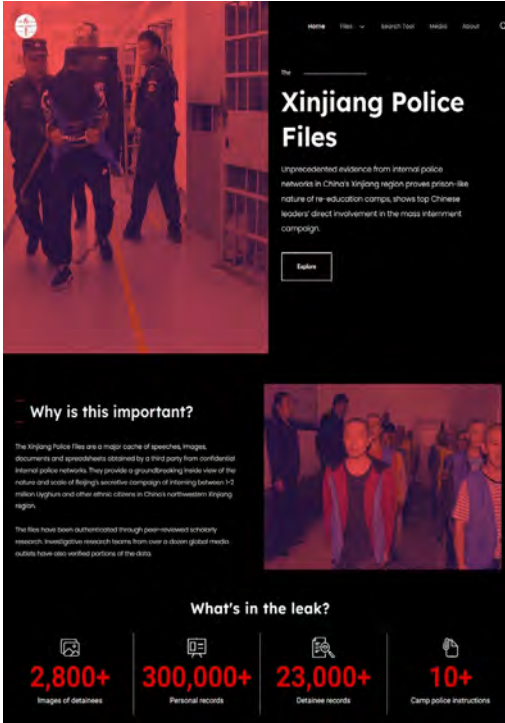 Home Files Search Tool Media About
The
Xinjiang Police
Files
Unprecedented evidence from internal police
networks in China's Xinjiang region proves prison-like
nature of re-education camps, shows top Chinese
leaders' direct involvement in the mass internment
campaign.
Explore
Why is this important?
The Xinjiang Police Files are a major cache of speeches, images,
documents and spreadsheets obtained by a third party from confidential
internal police networks. They provide a groundbreaking inside view of the
nature and scale of Beijing's secretive campaign of interning between 1-2
million Uyghurs and other ethnic citizens in China's northwestern Xinjiang
region.
The files have been authenticated through peer-reviewed scholarly
research. Investigative research teams from over a dozen global media
outlets have also verified portions of the data.
What's in the leak?
2,800+ 300,000+ 23,000+ 10+
Images of detainees Personal records Detainee records Camp police instructions